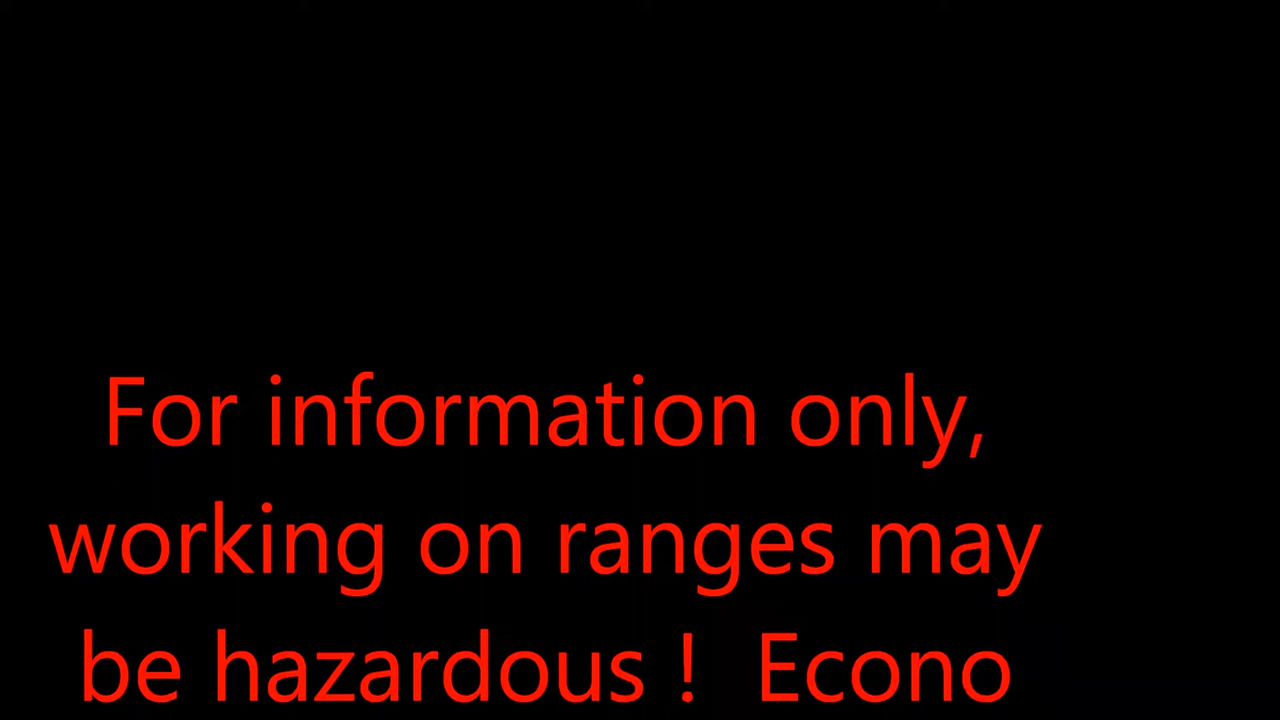 For information only,
working on ranges may
be hazardous !  Econo